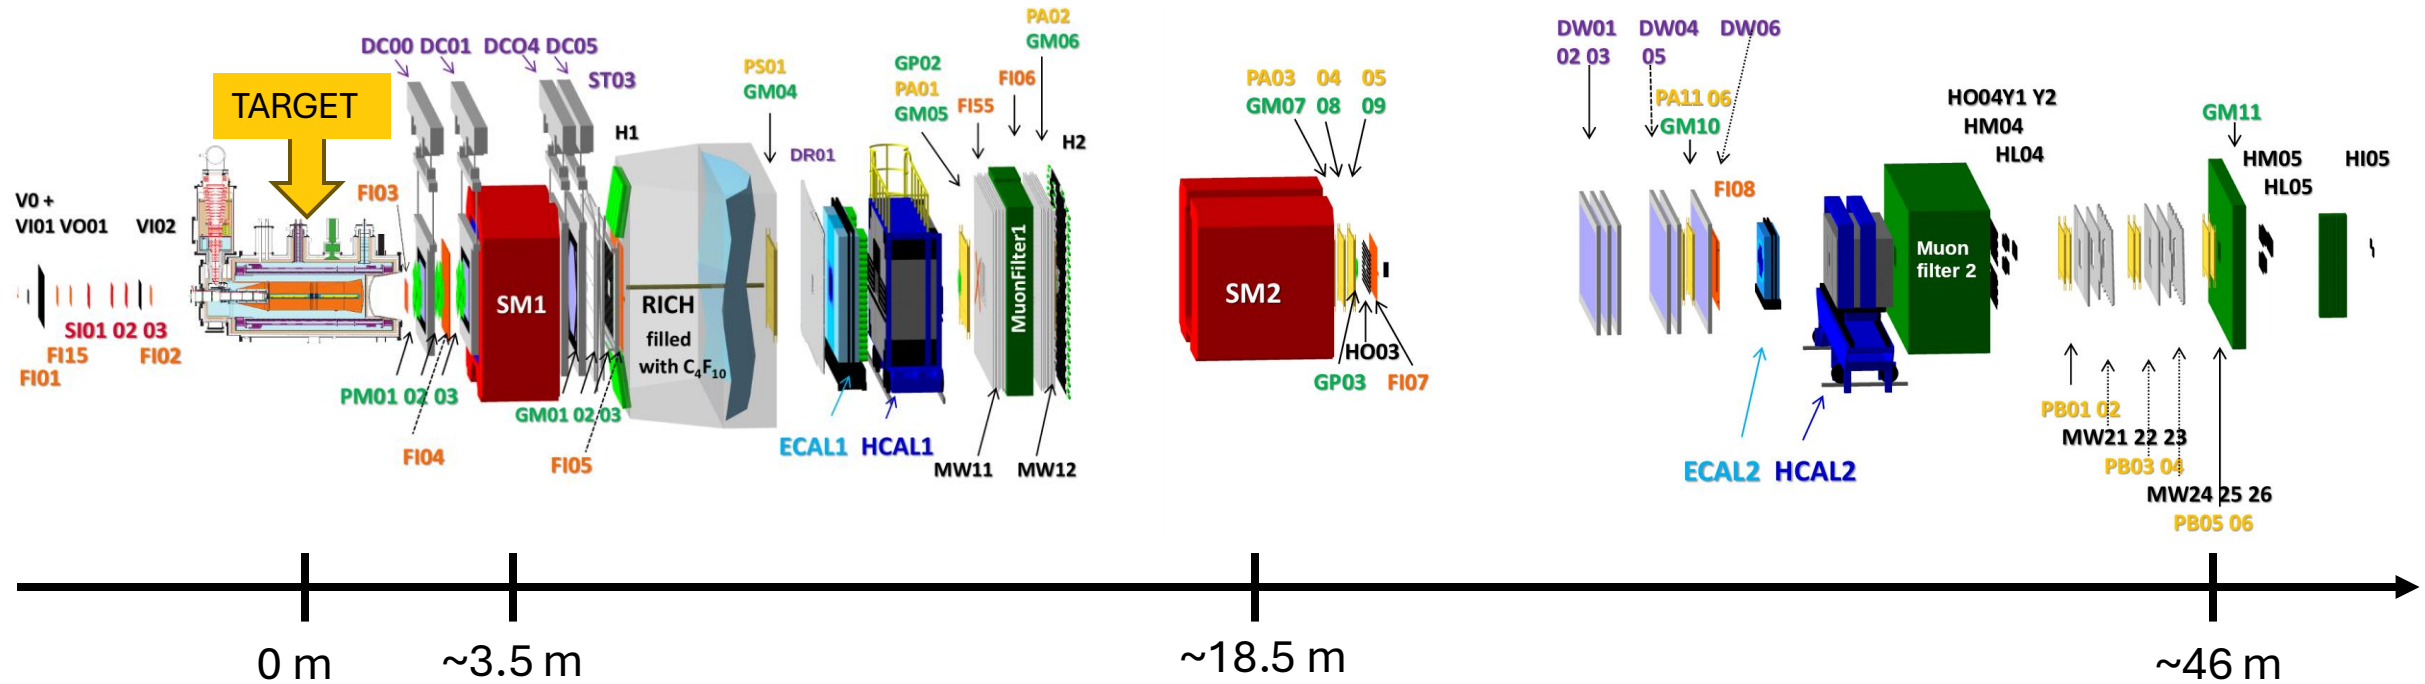 PA02
GM06
DW01
02 03
DW04
05
DW06
DC00 DC01 DCO4 DC05
ST03
PS01
GM04
GP02
PA01
GM05
FI55
FI06
H2
PA03 04 05
GM07 08 09
PA11 06
GM10
FI08
HO04Y1 Y2
HM04
HL04
GM11
HM05
HL05
HI05
TARGET
H1
DR01
FI03
V0 +
VI01 VO01
VI02
SI01 02 03
FI15
FI02
FI01
SM1
RICH
filled
with C₄F₁₀
MuonFilter1
SM2
Muon
filter 2
HO03
GP03
FI07
PM01 02 03
GM01 02 03
FI04
FI05
ECAL1 HCAL1
MW11
MW12
ECAL2 HCAL2
PB01 02
MW21 22 23
PB03 04
MW24 25 26
PB05 06
0 m
~3.5 m
~18.5 m
~46 m